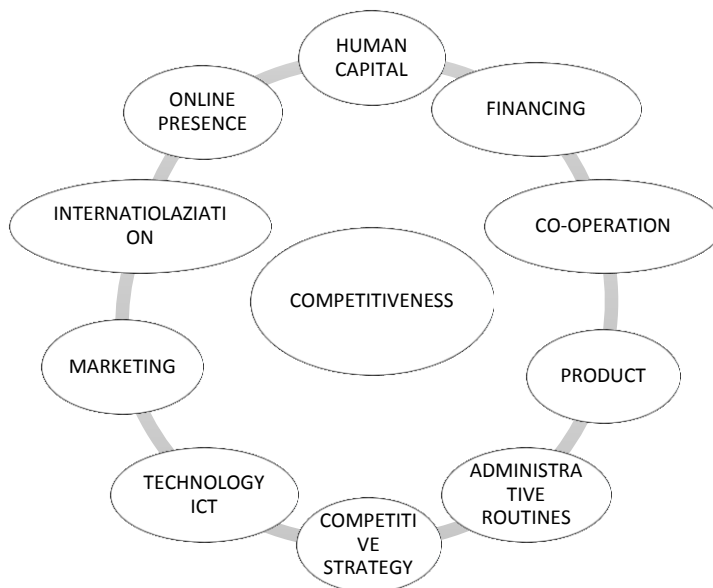 HUMAN
CAPITAL
FINANCING
CO-OPERATION
PRODUCT
ADMINISTRA
TIVE
ROUTINES
COMPETITI
VE
STRATEGY
TECHNOLOGY
ICT
MARKETING
INTERNATIOLAZIATI
ON
ONLINE
PRESENCE
COMPETITIVENESS